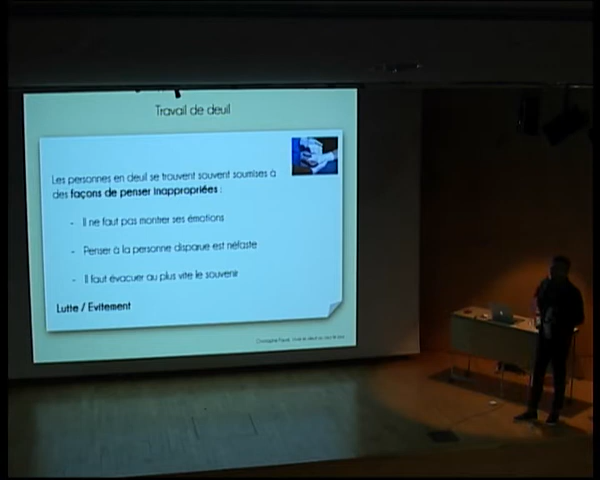 Travail de deuil
Les personnes en deuil se trouvent souvent soumises à
des façons de penser inappropriées :
- Il ne faut pas montrer ses émotions
- Penser à la personne disparue est néfaste
- Il faut évacuer au plus vite le souvenir
Lutte / Evitement